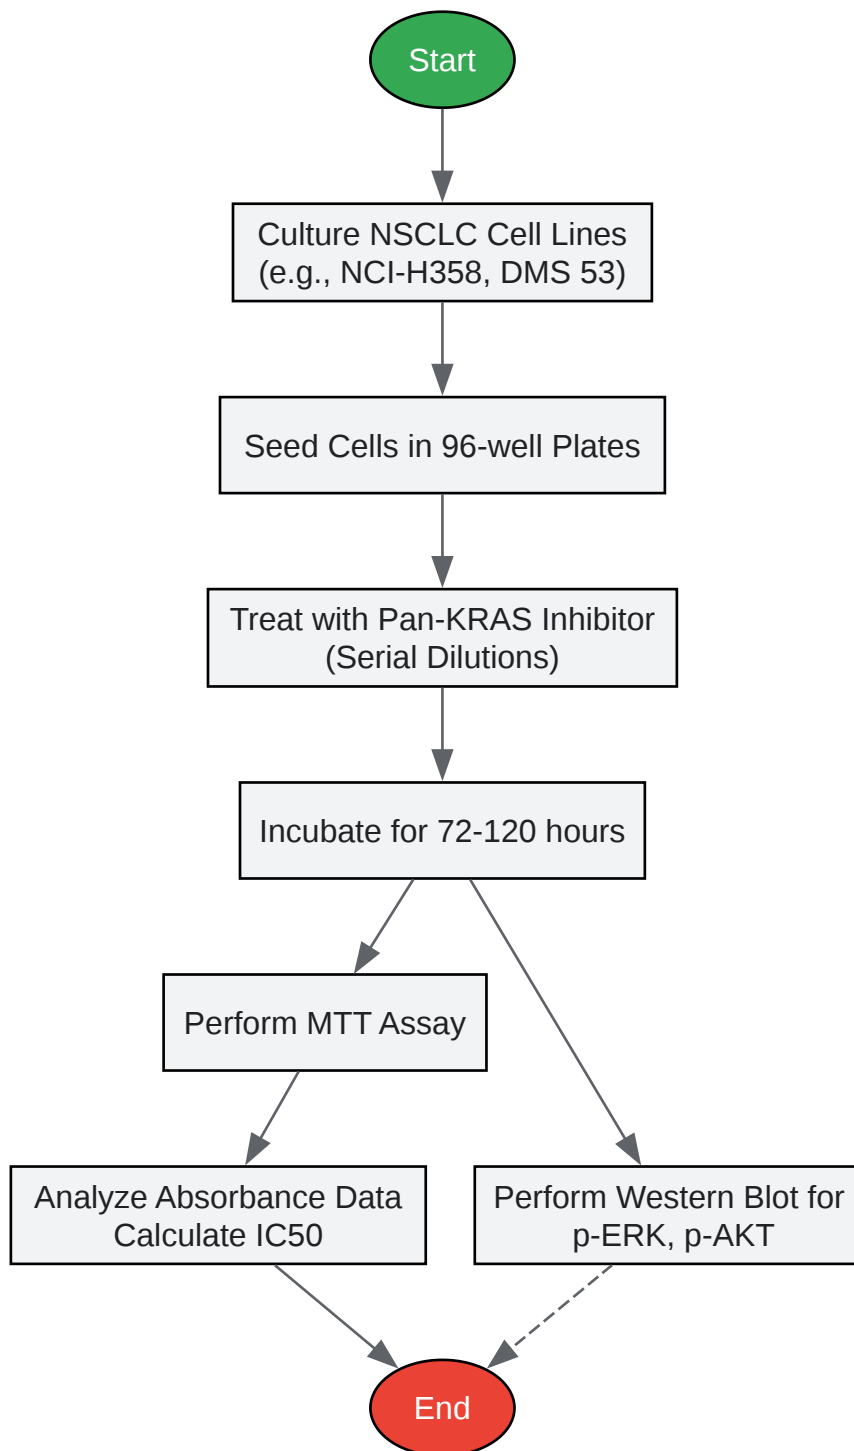 Start
Culture NSCLC Cell Lines
(e.g., NCI-H358, DMS 53)
Seed Cells in 96-well Plates
Treat with Pan-KRAS Inhibitor
(Serial Dilutions)
Incubate for 72-120 hours
Perform MTT Assay
Analyze Absorbance Data
Calculate IC50
Perform Western Blot for
p-ERK, p-AKT
End